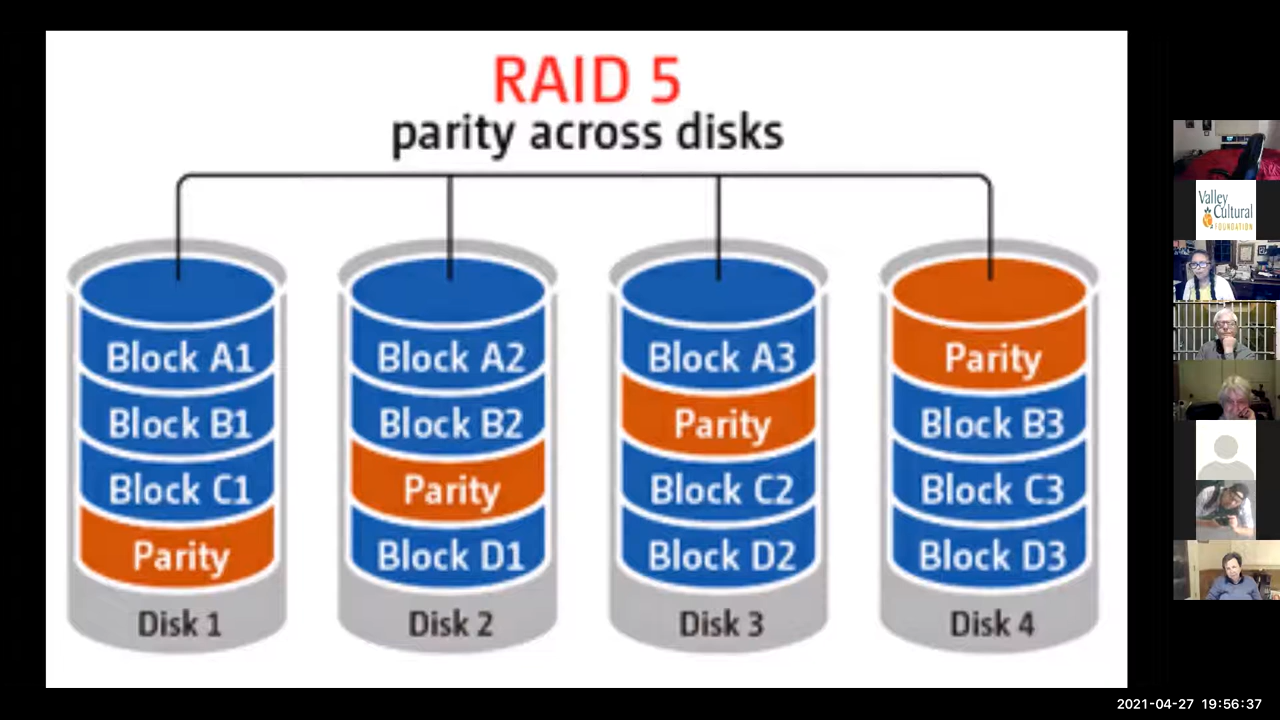 RAID 5
parity across disks
Block A1
Block B1
Block C1
Parity
Disk 1
Block A2
Block B2
Parity
Block D1
Disk 2
Block A3
Parity
Block C2
Block D2
Disk 3
Parity
Block B3
Block C3
Block D3
Disk 4
Valley
Cultural
FOUNDATION
2021-04-27 19:56:37